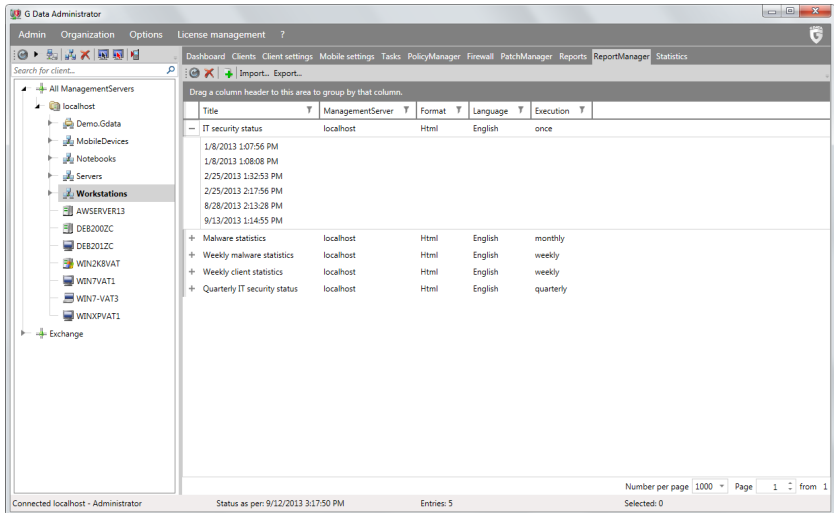 G Data Administrator
Admin Organization Options License management ?
Dashboard Clients Client settings Mobile settings Tasks PolicyManager Firewall PatchManager Reports ReportManager Statistics
Search for client...
Import... Export...
Drag a column header to this area to group by that column.
Title ManagementServer Format Language Execution
IT security status localhost Html English once
1/8/2013 1:07:56 PM
1/8/2013 1:08:08 PM
2/25/2013 1:32:53 PM
2/25/2013 2:17:56 PM
8/28/2013 2:13:28 PM
9/13/2013 1:14:55 PM
Malware statistics localhost Html English monthly
Weekly malware statistics localhost Html English weekly
Weekly client statistics localhost Html English weekly
Quarterly IT security status localhost Html English quarterly
All ManagementServers
localhost
Demo.Gdata
MobileDevices
Notebooks
Servers
Workstations
AWSERVER13
DEB200ZC
DEB201ZC
WIN2K8VAT
WIN7VAT1
WIN7-VAT3
WINXPVAT1
Exchange
Number per page 1000 Page 1 from 1
Connected localhost - Administrator Status as per: 9/12/2013 3:17:50 PM Entries: 5 Selected: 0